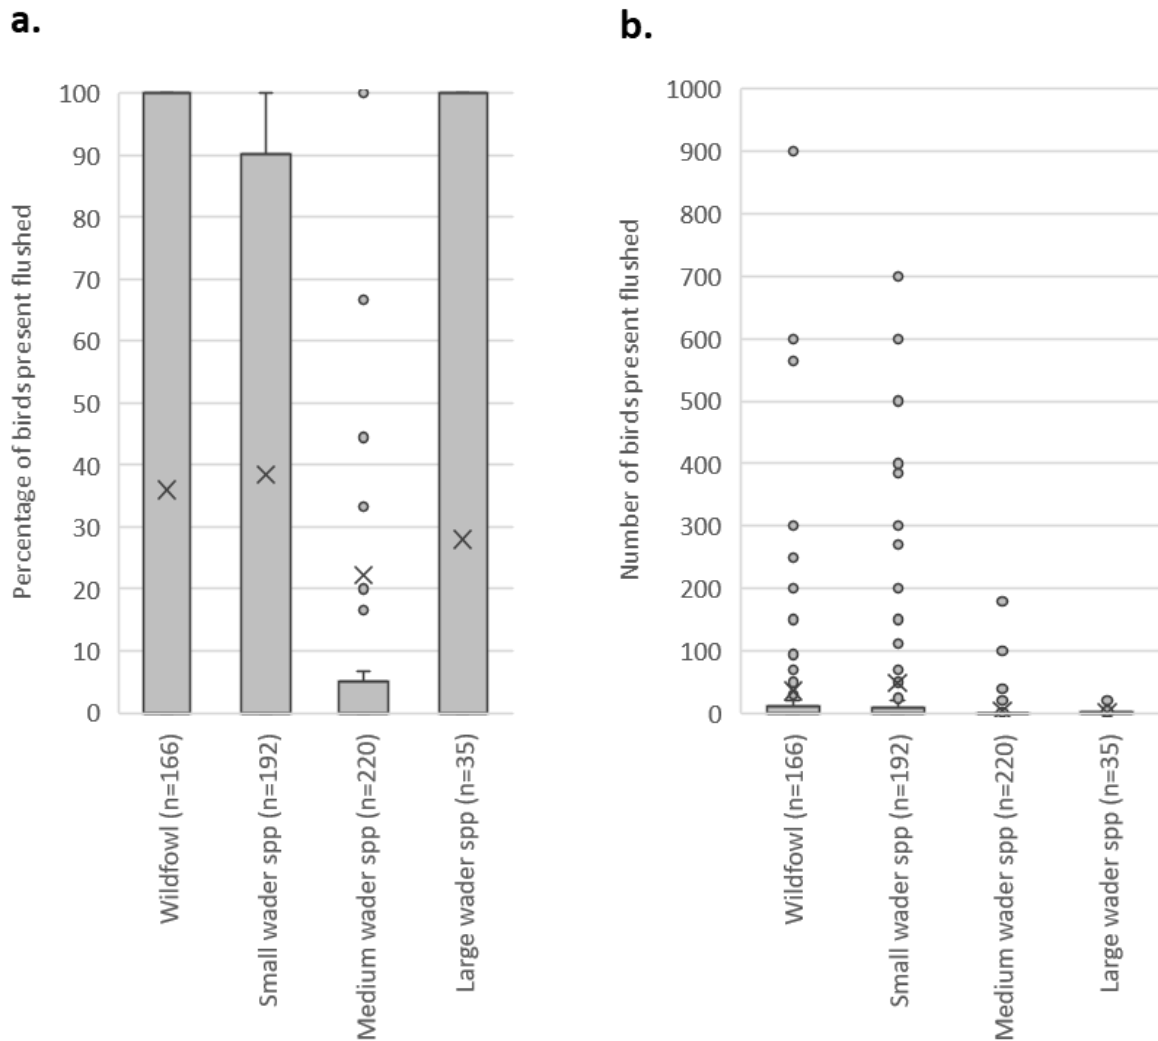 a.
Percentage of birds present flushed
100
90
80
70
60
50
40
30
20
10
0
Wildfowl (n=166)
Small wader spp (n=192)
Medium wader spp (n=220)
Large wader spp (n=35)
b.
Number of birds present flushed
1000
900
800
700
600
500
400
300
200
100
0
Wildfowl (n=166)
Small wader spp (n=192)
Medium wader spp (n=220)
Large wader spp (n=35)